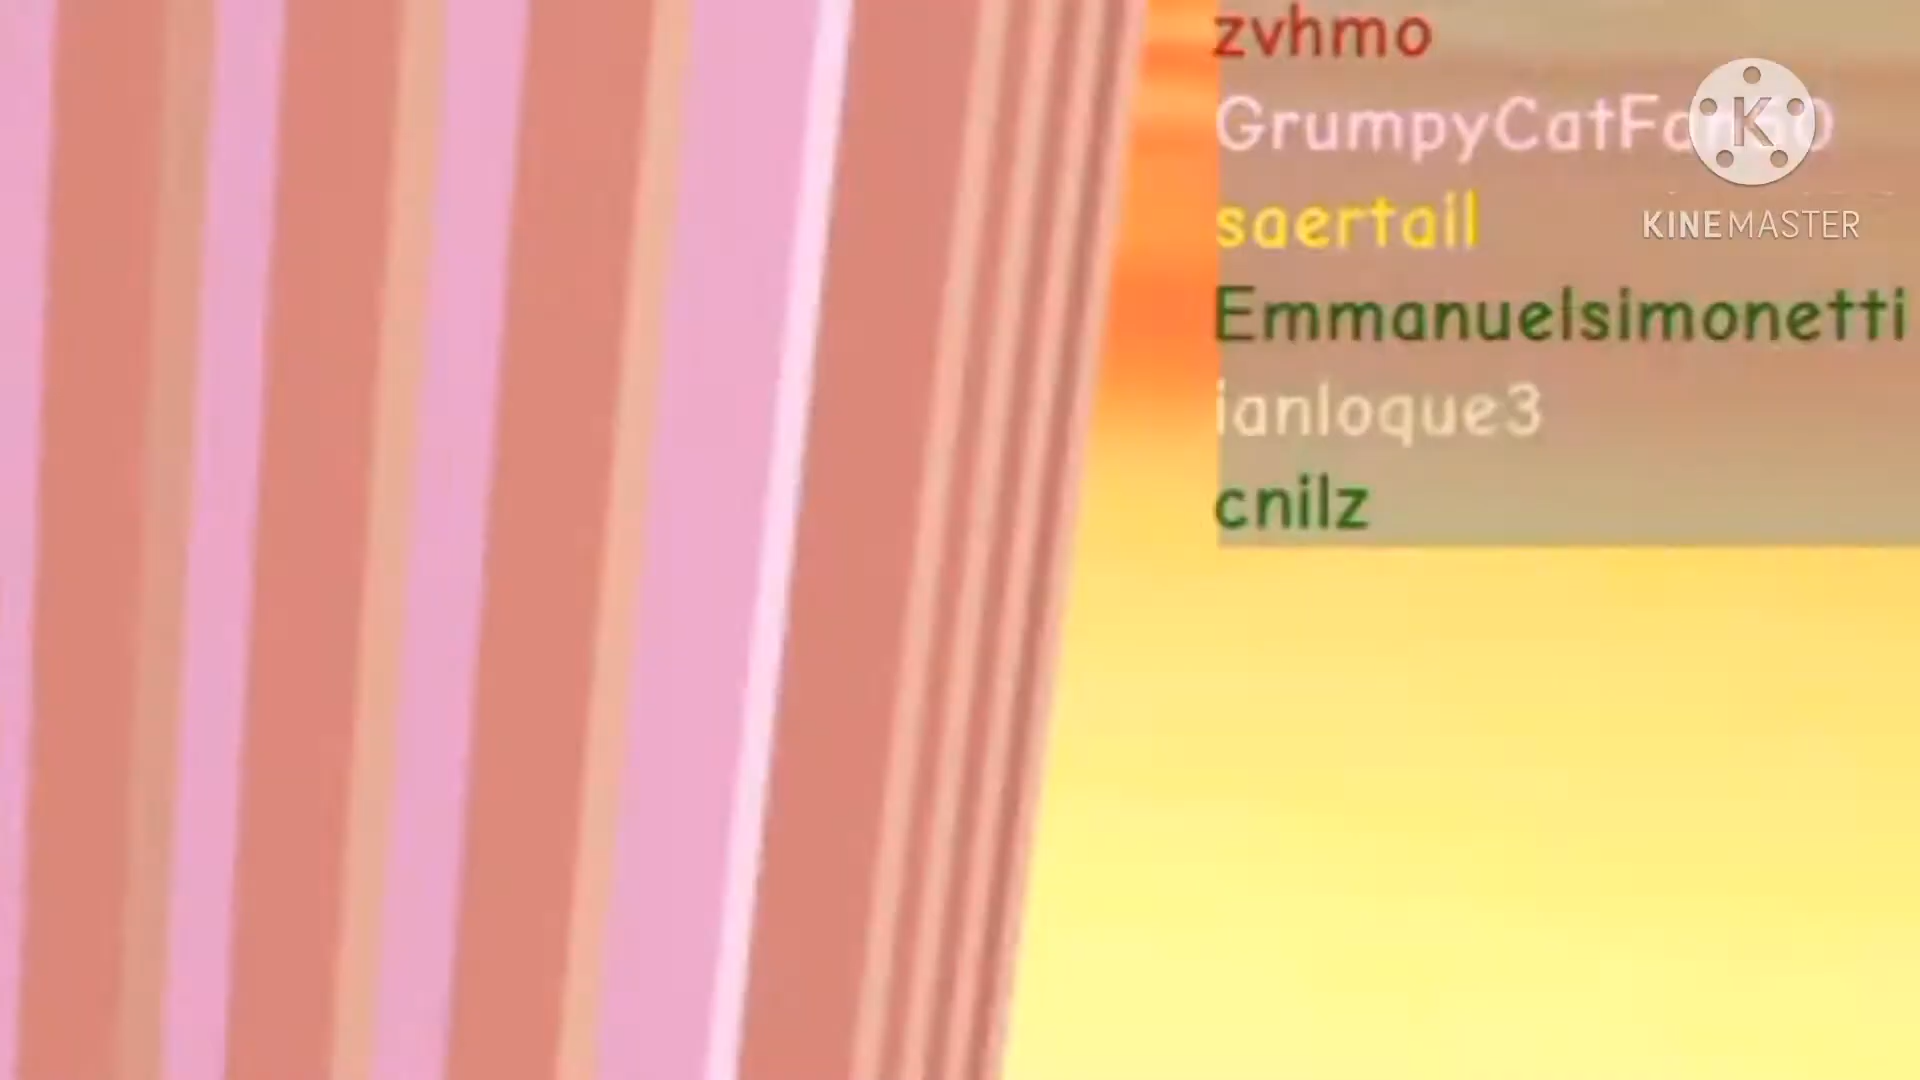 zvhmo
saertail
K
KINEMASTER
Emmanuelsimonetti
ianloque3
cnilz